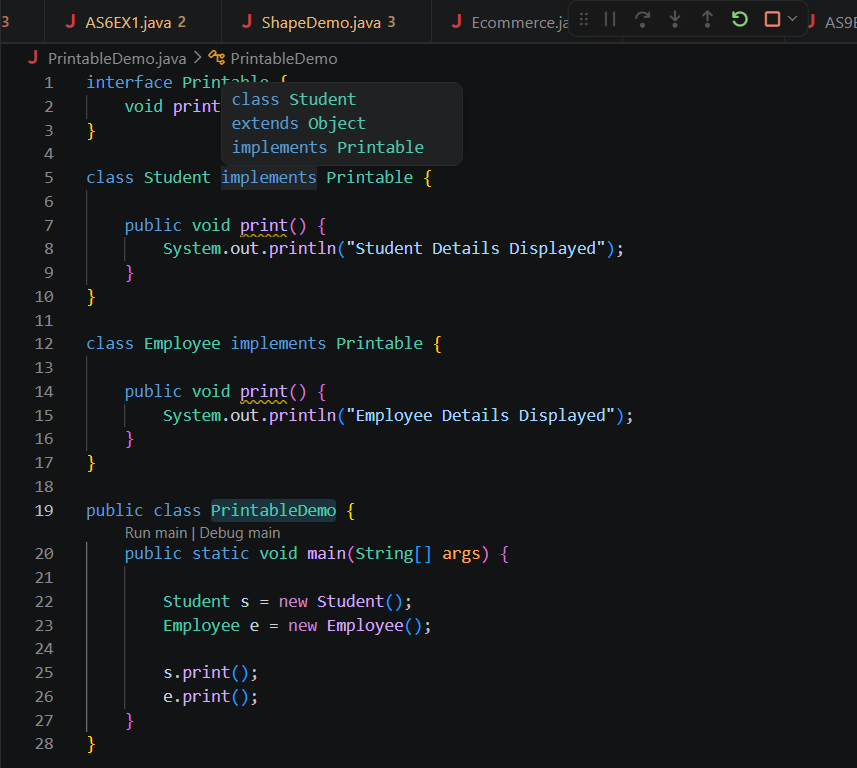 3 J AS6EX1.java 2 J ShapeDemo.java 3 J Ecommerce.ja J AS9E
J PrintableDemo.java > PrintableDemo
1 interface Printable {
2 void print
3 }
4
5 class Student implements Printable {
class Student
extends Object
implements Printable
6
7 public void print() {
8 System.out.println("Student Details Displayed");
9 }
10 }
11
12 class Employee implements Printable {
13
14 public void print() {
15 System.out.println("Employee Details Displayed");
16 }
17 }
18
19 public class PrintableDemo {
Run main | Debug main
20 public static void main(String[] args) {
21
22 Student s = new Student();
23 Employee e = new Employee();
24
25 s.print();
26 e.print();
27 }
28 }